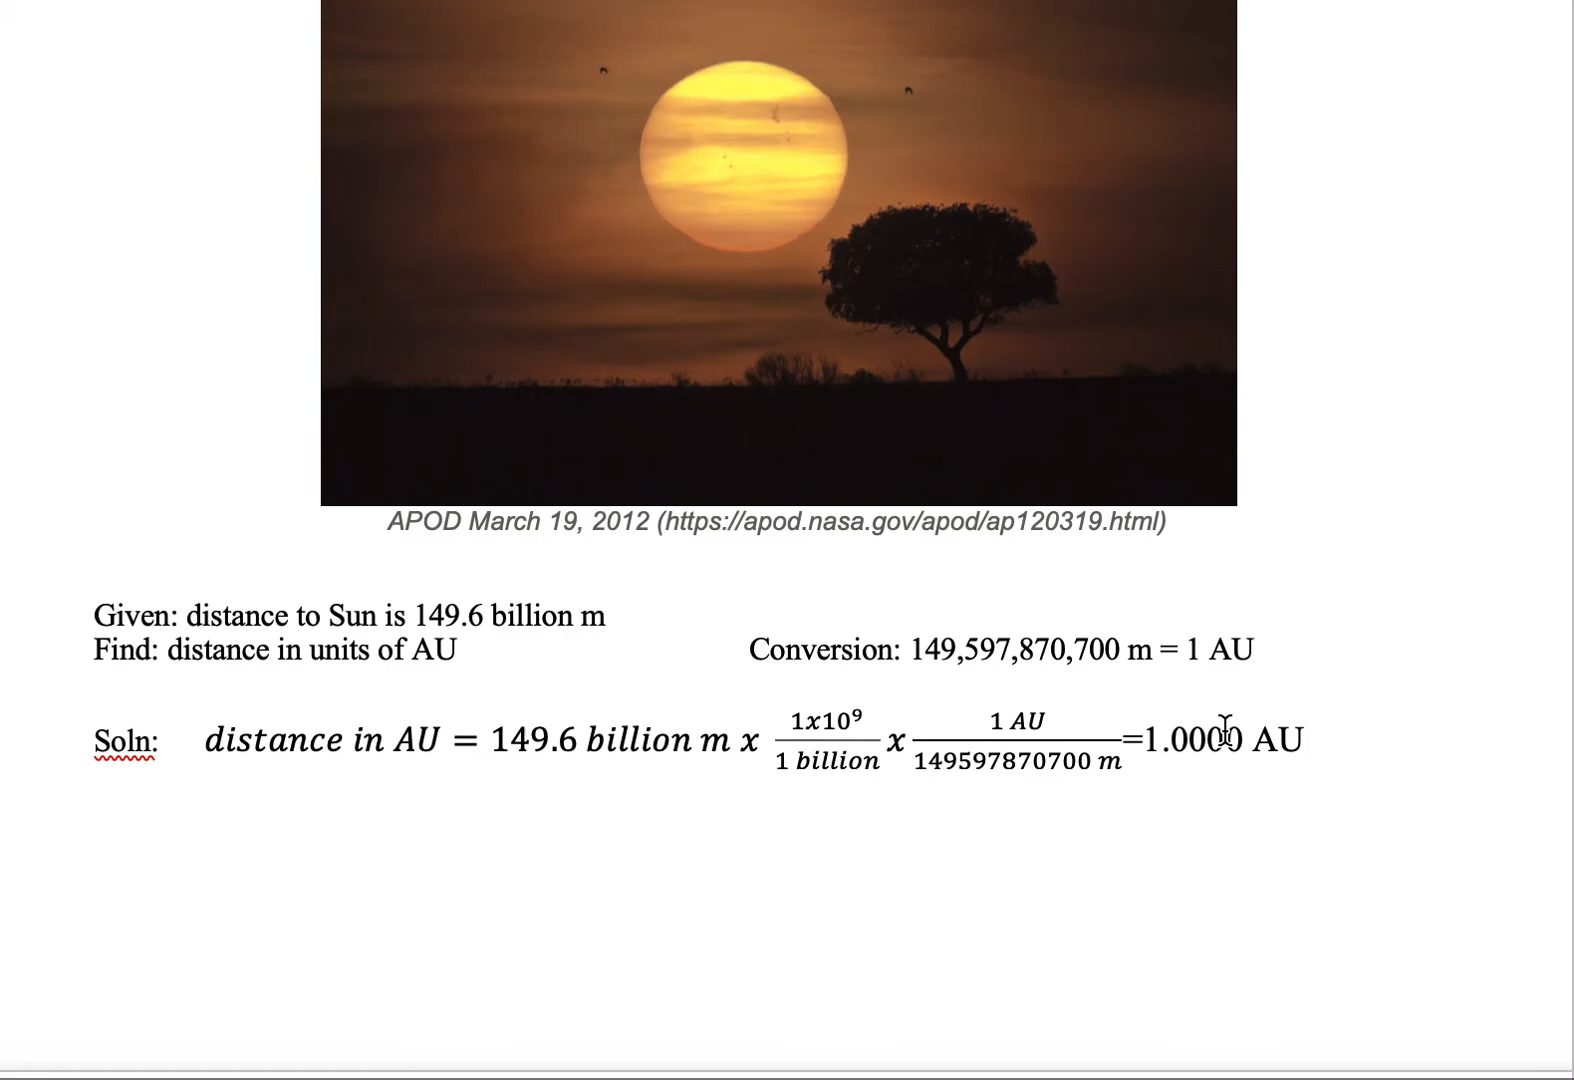 APOD March 19, 2012 (https://apod.nasa.gov/apod/ap120319.html)
Given: distance to Sun is 149.6 billion m
Find: distance in units of AU Conversion: 149,597,870,700 m = 1 AU
Soln: distance in AU = 149.6 billion m x 1x10⁹ / 1 billion x 1 AU / 149597870700 m =1.0000 AU